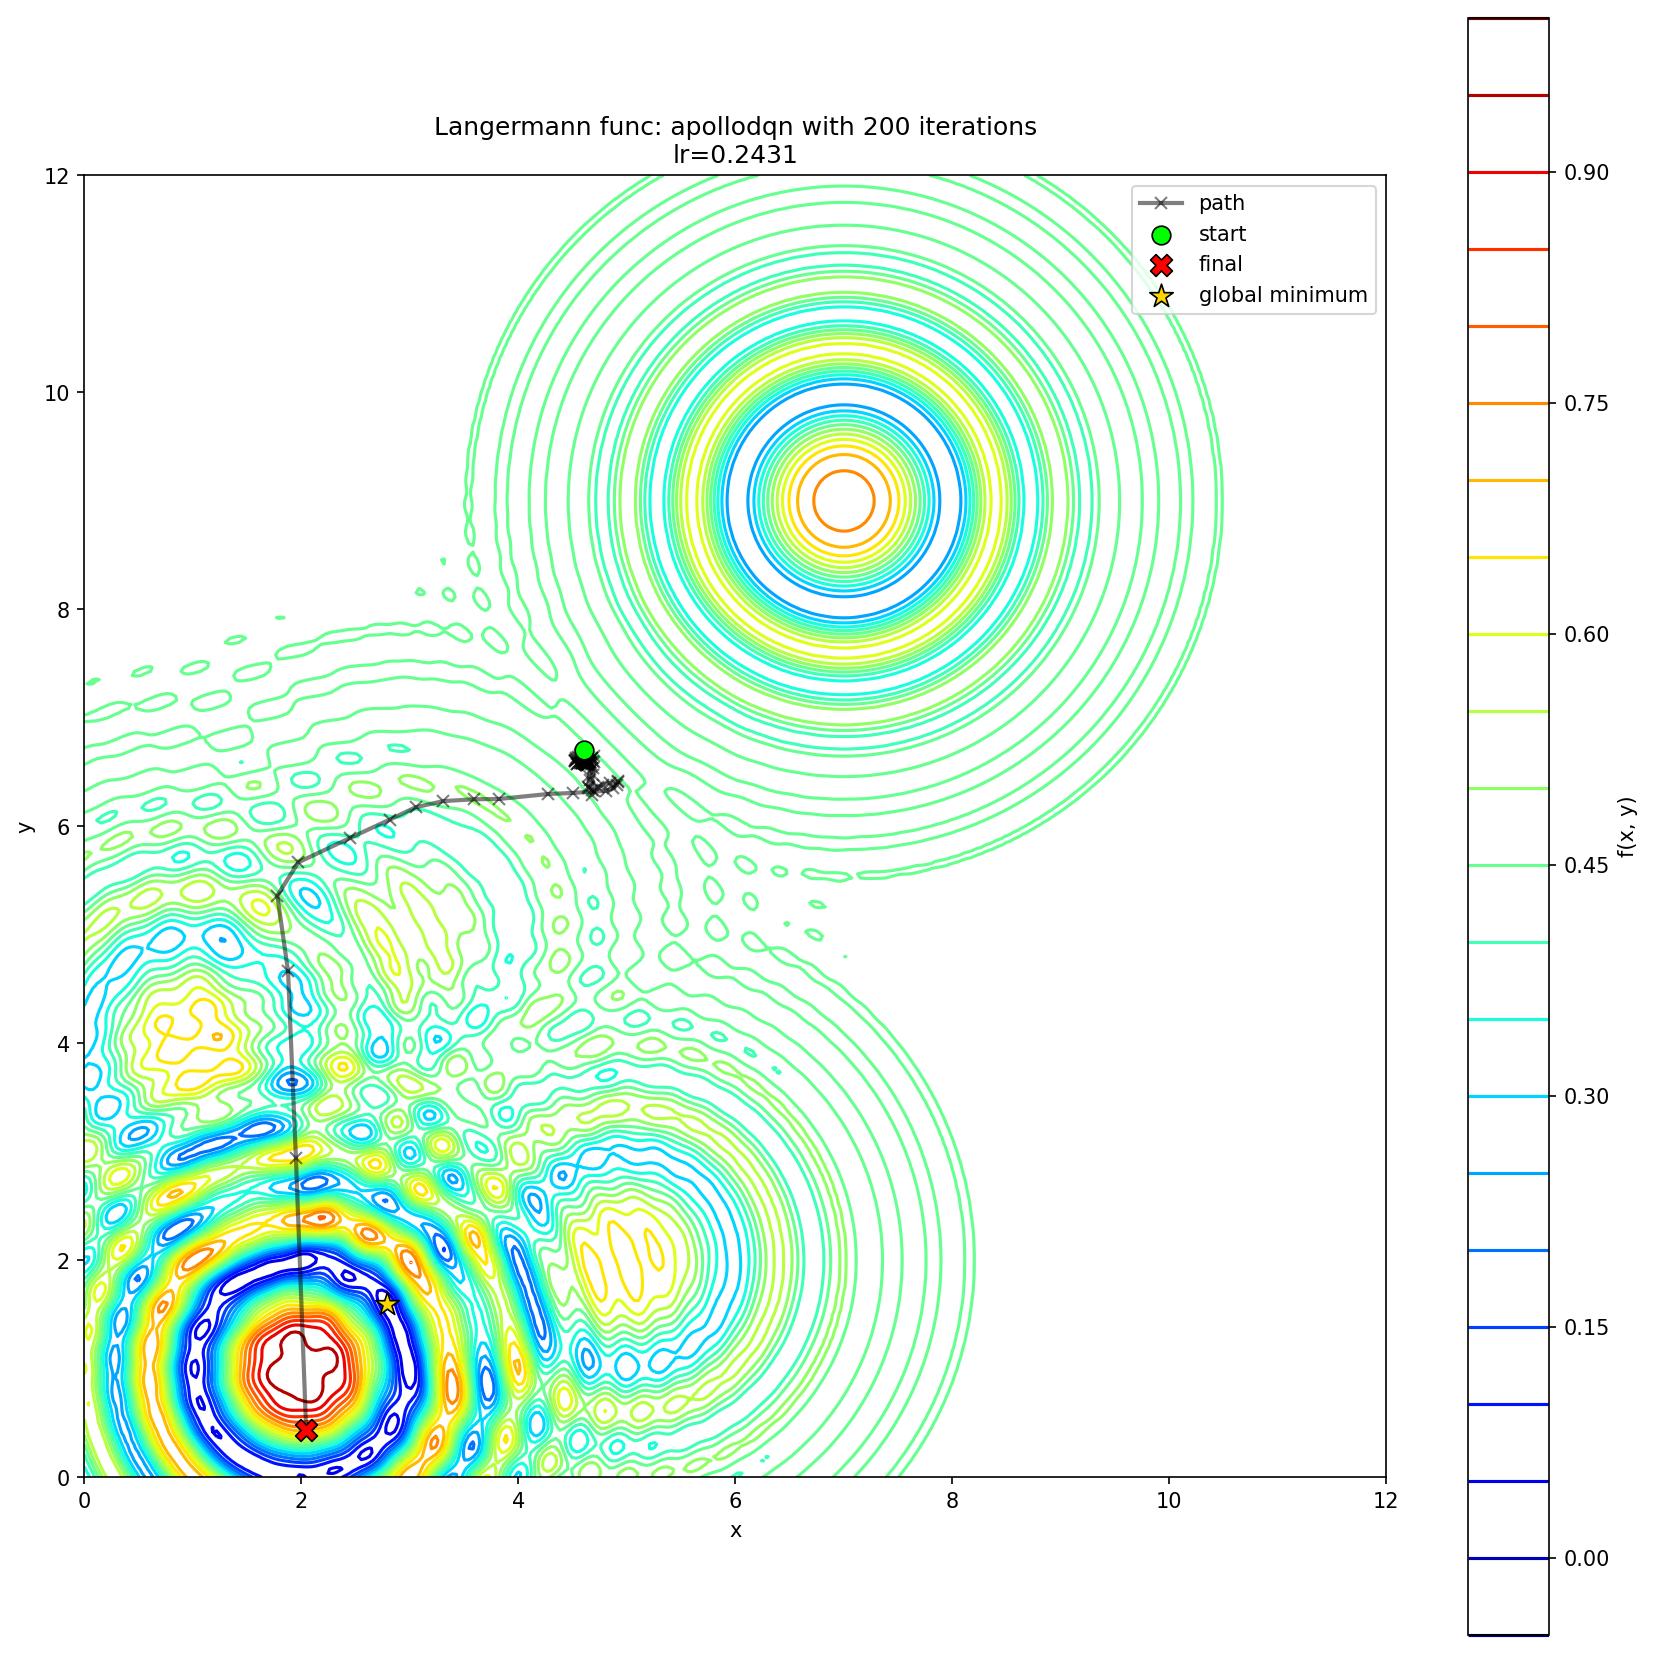 Langermann func: apollodqn with 200 iterations
lr=0.2431
path
start
final
global minimum
12
10
8
6
4
2
0
y
0
2
4
6
8
10
12
x
0.90
0.75
0.60
0.45
0.30
0.15
0.00
f(x, y)